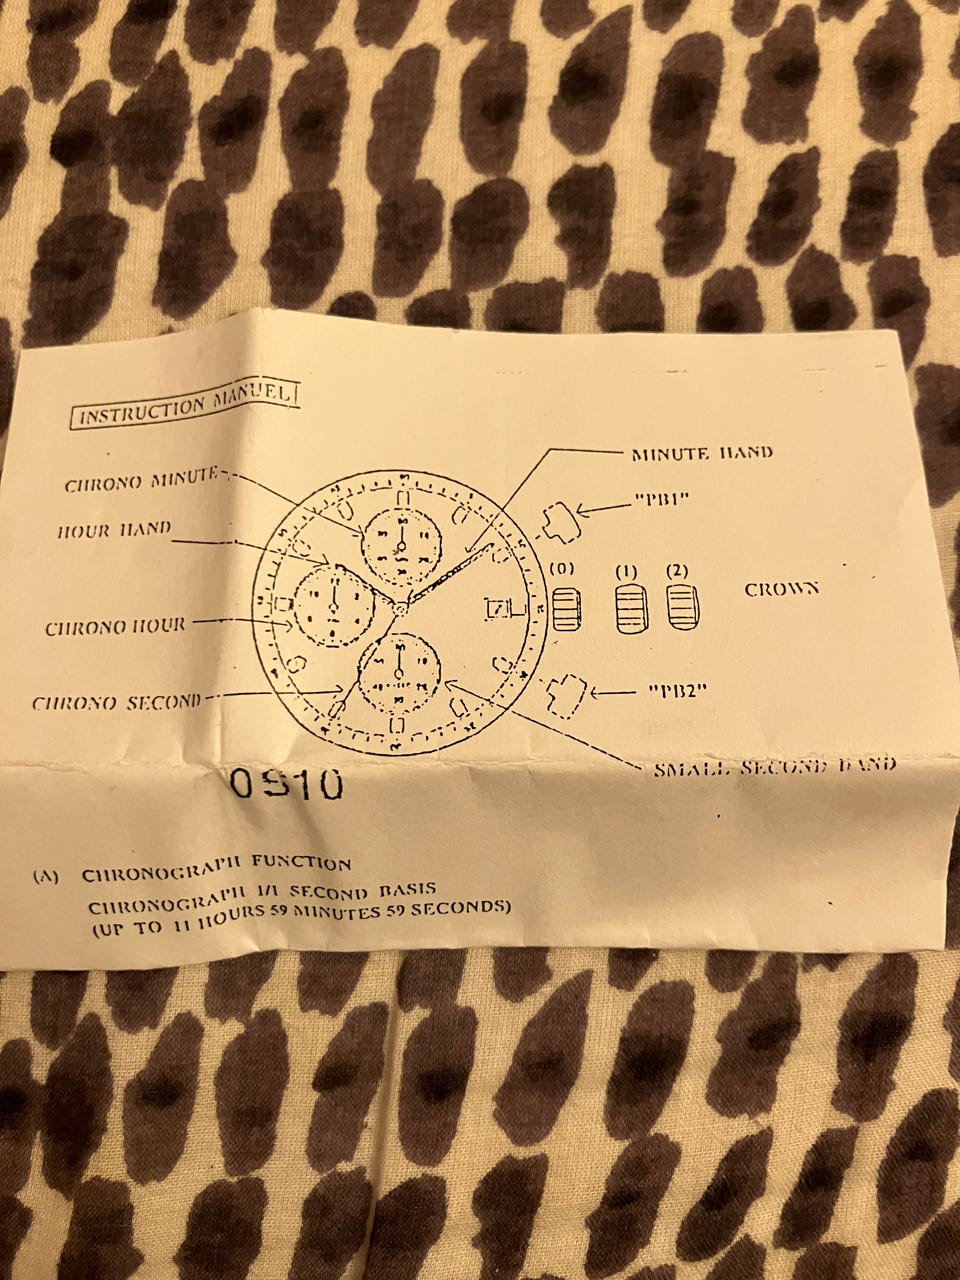 INSTRUCTION MANUEL
CHRONO MINUTE
HOUR HAND
CHRONO HOUR
CHRONO SECOND
MINUTE HAND
"PB1"
(0) (1) (2)
CROWN
"PB2"
SMALL SECOND HAND
0S10
(A) CHRONOGRAPH FUNCTION
CHRONOGRAPH 1/1 SECOND BASIS
(UP TO 11 HOURS 59 MINUTES 59 SECONDS)